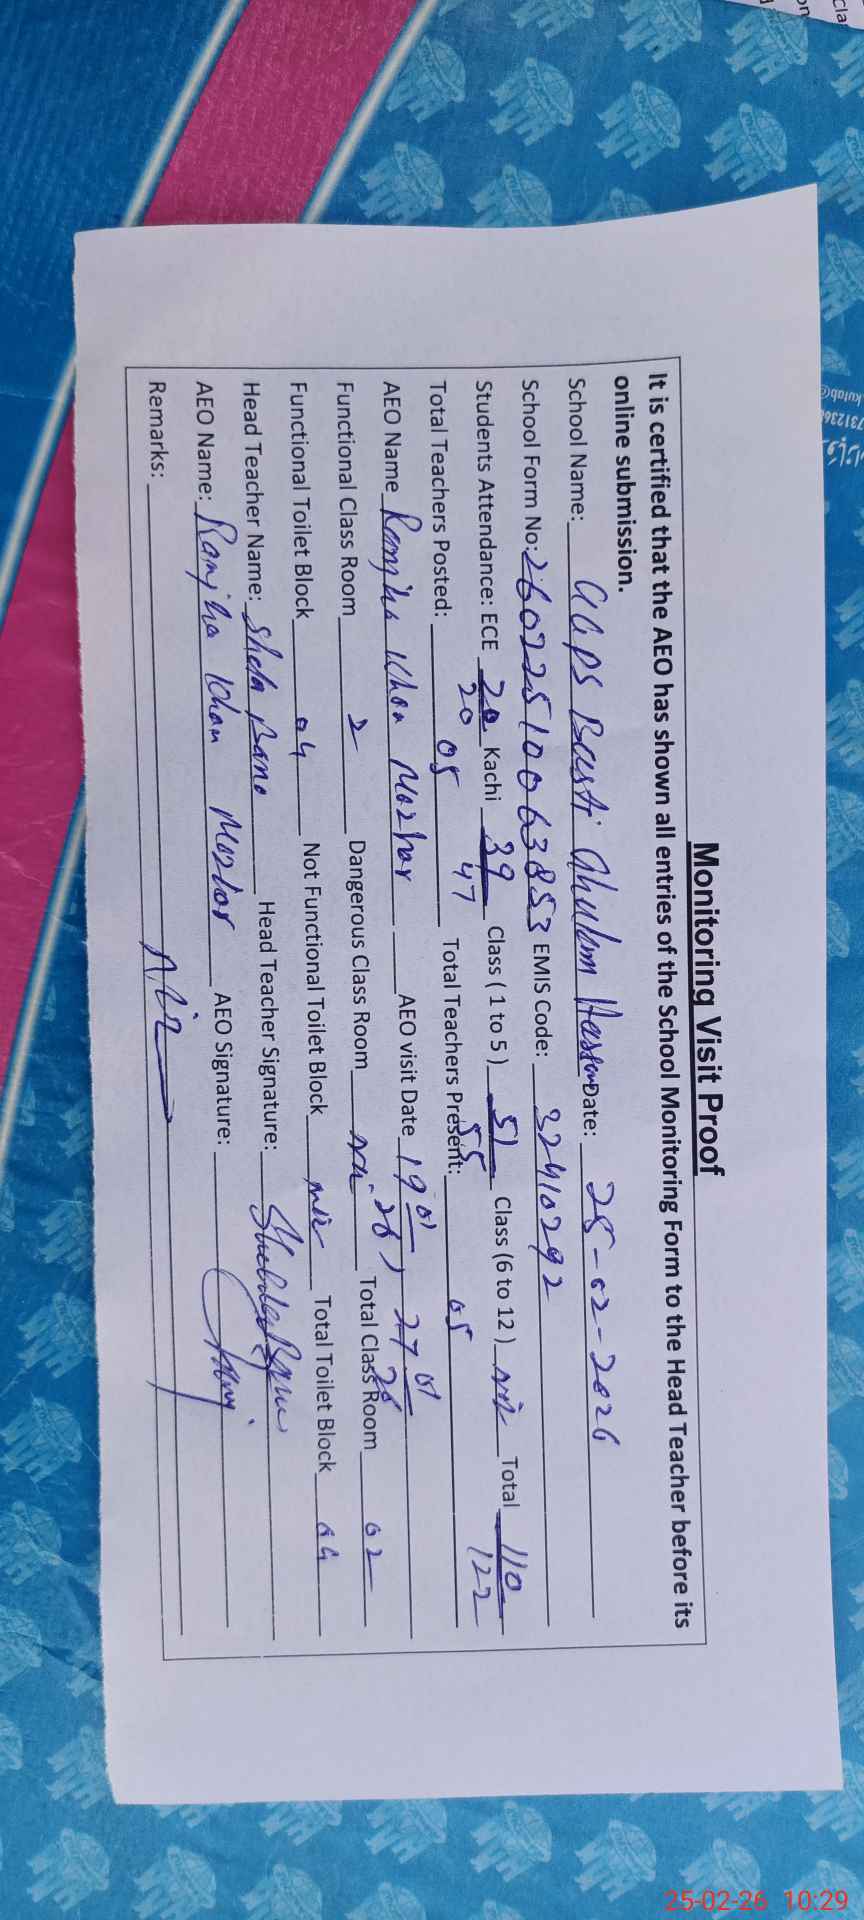 Monitoring Visit Proof
It is certified that the AEO has shown all entries of the School Monitoring Form to the Head Teacher before its
online submission.
School Name: GGPS Basti Ghulam Hassan Date: 25-02-2026
School Form No: 26022510063853 EMIS Code: 32410292
Students Attendance: ECE 20/20 Kachi 39/47 Class ( 1 to 5 ) 51/55 Class (6 to 12 ) Nil Total 110/122
Total Teachers Posted: 05 Total Teachers Present: 05
AEO Name Ranjha Khan Mazhar AEO visit Date 19/01/26, 27/01/26
Functional Class Room 2 Dangerous Class Room Nil Total Class Room 02
Functional Toilet Block 04 Not Functional Toilet Block Nil Total Toilet Block 04
Head Teacher Name: Bano Head Teacher Signature:
AEO Name: Ranjha Khan AEO Signature:
Remarks: Nil
25-02-26 10:29